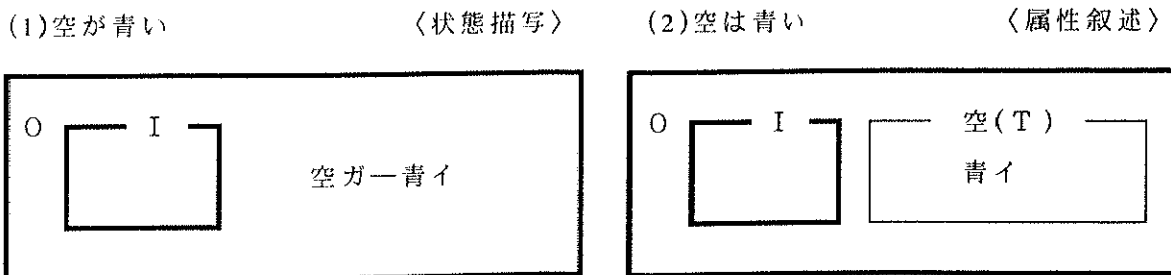 (1)空が青い 〈状態描写〉 (2)空は青い 〈属性叙述〉
O I O I 空(T)
空ガ—青イ 青イ